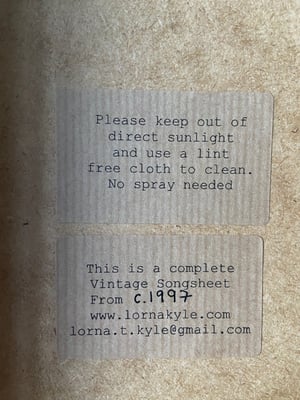 Please keep out of
direct sunlight
and use a lint
free cloth to clean.
No spray needed
This is a complete
Vintage Songsheet
From c.1997
www.lornakyle.com
lorna.t.kyle@gmail.com